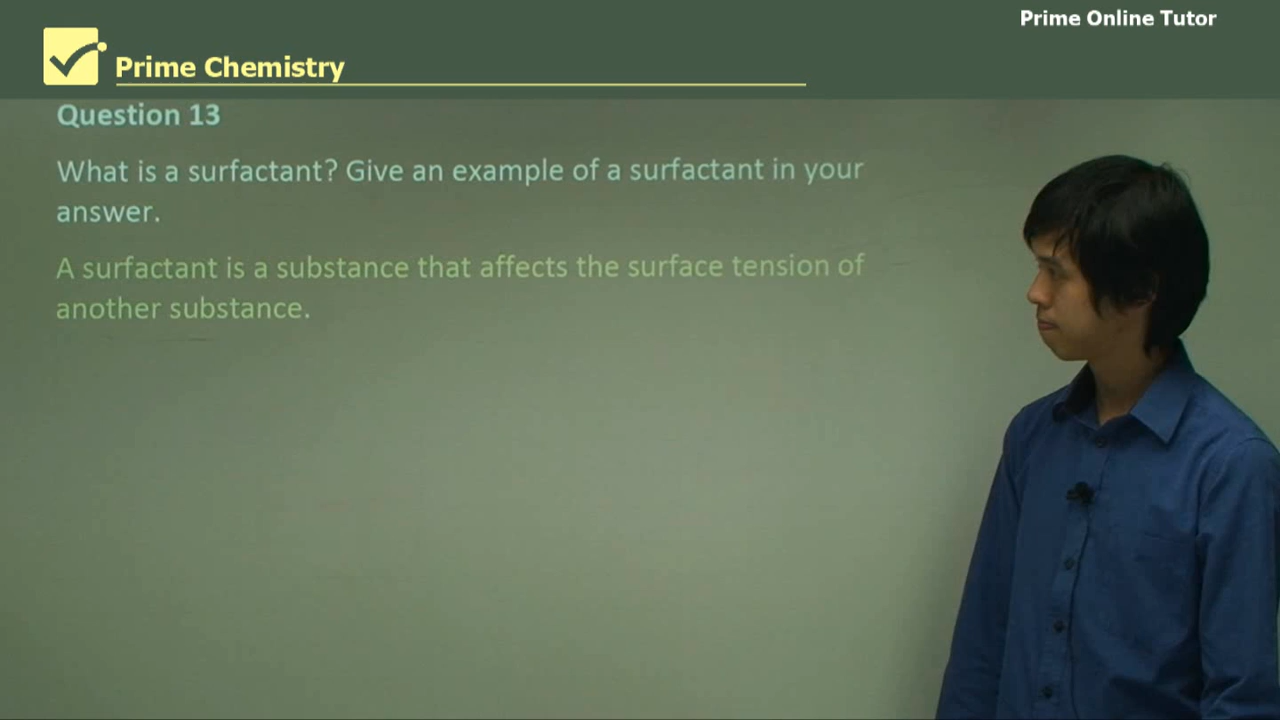 Prime Online Tutor
Prime Chemistry
Question 13
What is a surfactant? Give an example of a surfactant in your
answer.
A surfactant is a substance that affects the surface tension of
another substance.